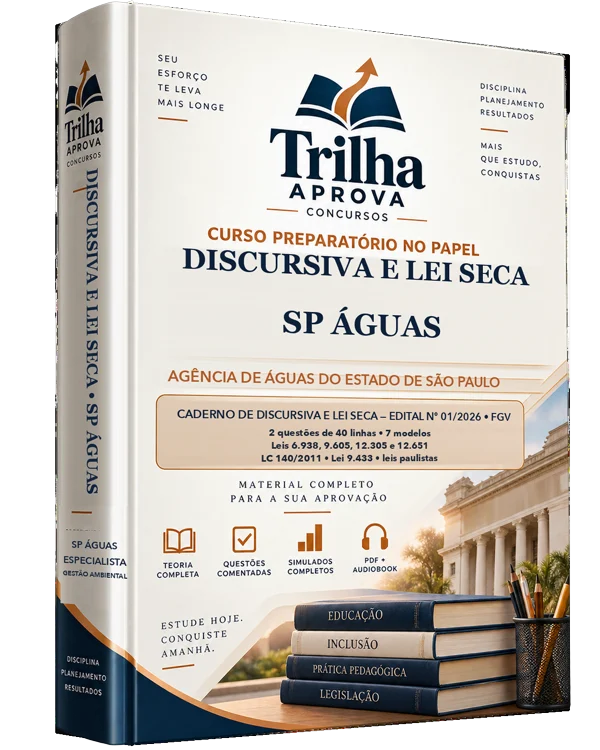 SEU
ESFORÇO
TE LEVA
MAIS LONGE
DISCIPLINA
PLANEJAMENTO
RESULTADOS
MAIS
QUE ESTUDO,
CONQUISTAS
Trilha
APROVA
CONCURSOS
CURSO PREPARATÓRIO NO PAPEL
DISCURSIVA E LEI SECA
SP ÁGUAS
AGÊNCIA DE ÁGUAS DO ESTADO DE SÃO PAULO
CADERNO DE DISCURSIVA E LEI SECA – EDITAL Nº 01/2026 • FGV
2 questões de 40 linhas • 7 modelos
Leis 6.938, 9.605, 12.305 e 12.651
LC 140/2011 • Lei 9.433 • leis paulistas
MATERIAL COMPLETO
PARA A SUA APROVAÇÃO
TEORIA
COMPLETA
QUESTÕES
COMENTADAS
SIMULADOS
COMPLETOS
PDF +
AUDIOBOOK
ESTUDE HOJE.
CONQUISTE
AMANHÃ.
EDUCAÇÃO
INCLUSÃO
PRÁTICA PEDAGÓGICA
LEGISLAÇÃO
Trilha
APROVA
CONCURSOS
DISCURSIVA E LEI SECA • SP ÁGUAS
SP ÁGUAS
ESPECIALISTA
GESTÃO AMBIENTAL
DISCIPLINA
PLANEJAMENTO
RESULTADOS